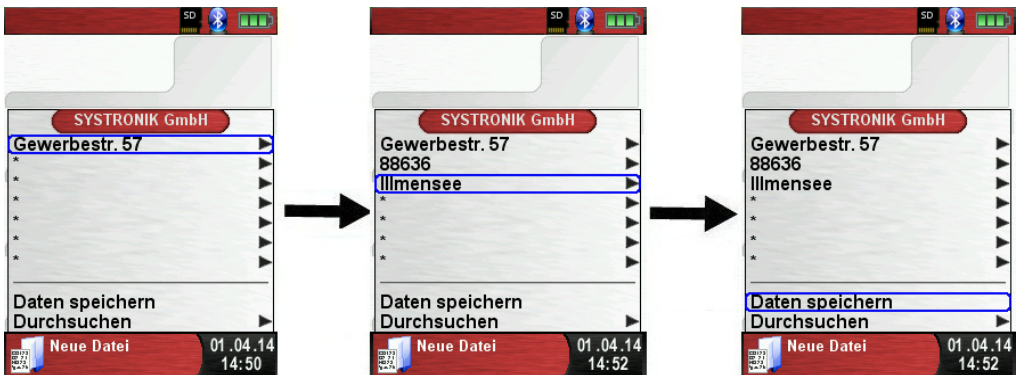 SD
SYSTRONIK GmbH
Gewerbestr. 57
*
*
*
*
*
*
Daten speichern
Durchsuchen
Neue Datei
01.04.14
14:50
SD
SYSTRONIK GmbH
Gewerbestr. 57
88636
Illmensee
*
*
*
*
Daten speichern
Durchsuchen
Neue Datei
01.04.14
14:52
SD
SYSTRONIK GmbH
Gewerbestr. 57
88636
Illmensee
*
*
*
*
Daten speichern
Durchsuchen
Neue Datei
01.04.14
14:52